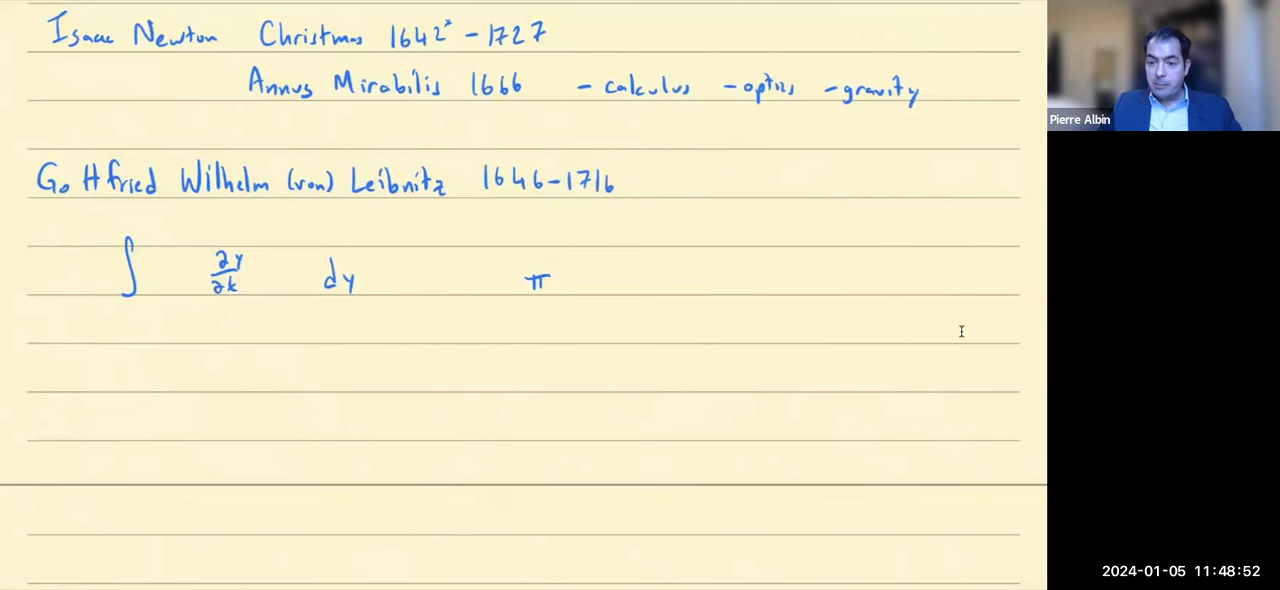 Isaac Newton Christmas 1642* - 1727
Annus Mirabilis 1666 - calculus - optics - gravity
Gottfried Wilhelm (von) Leibnitz 1646-1716
∫ ∂y/∂x dy π
Pierre Albin
2024-01-05 11:48:52